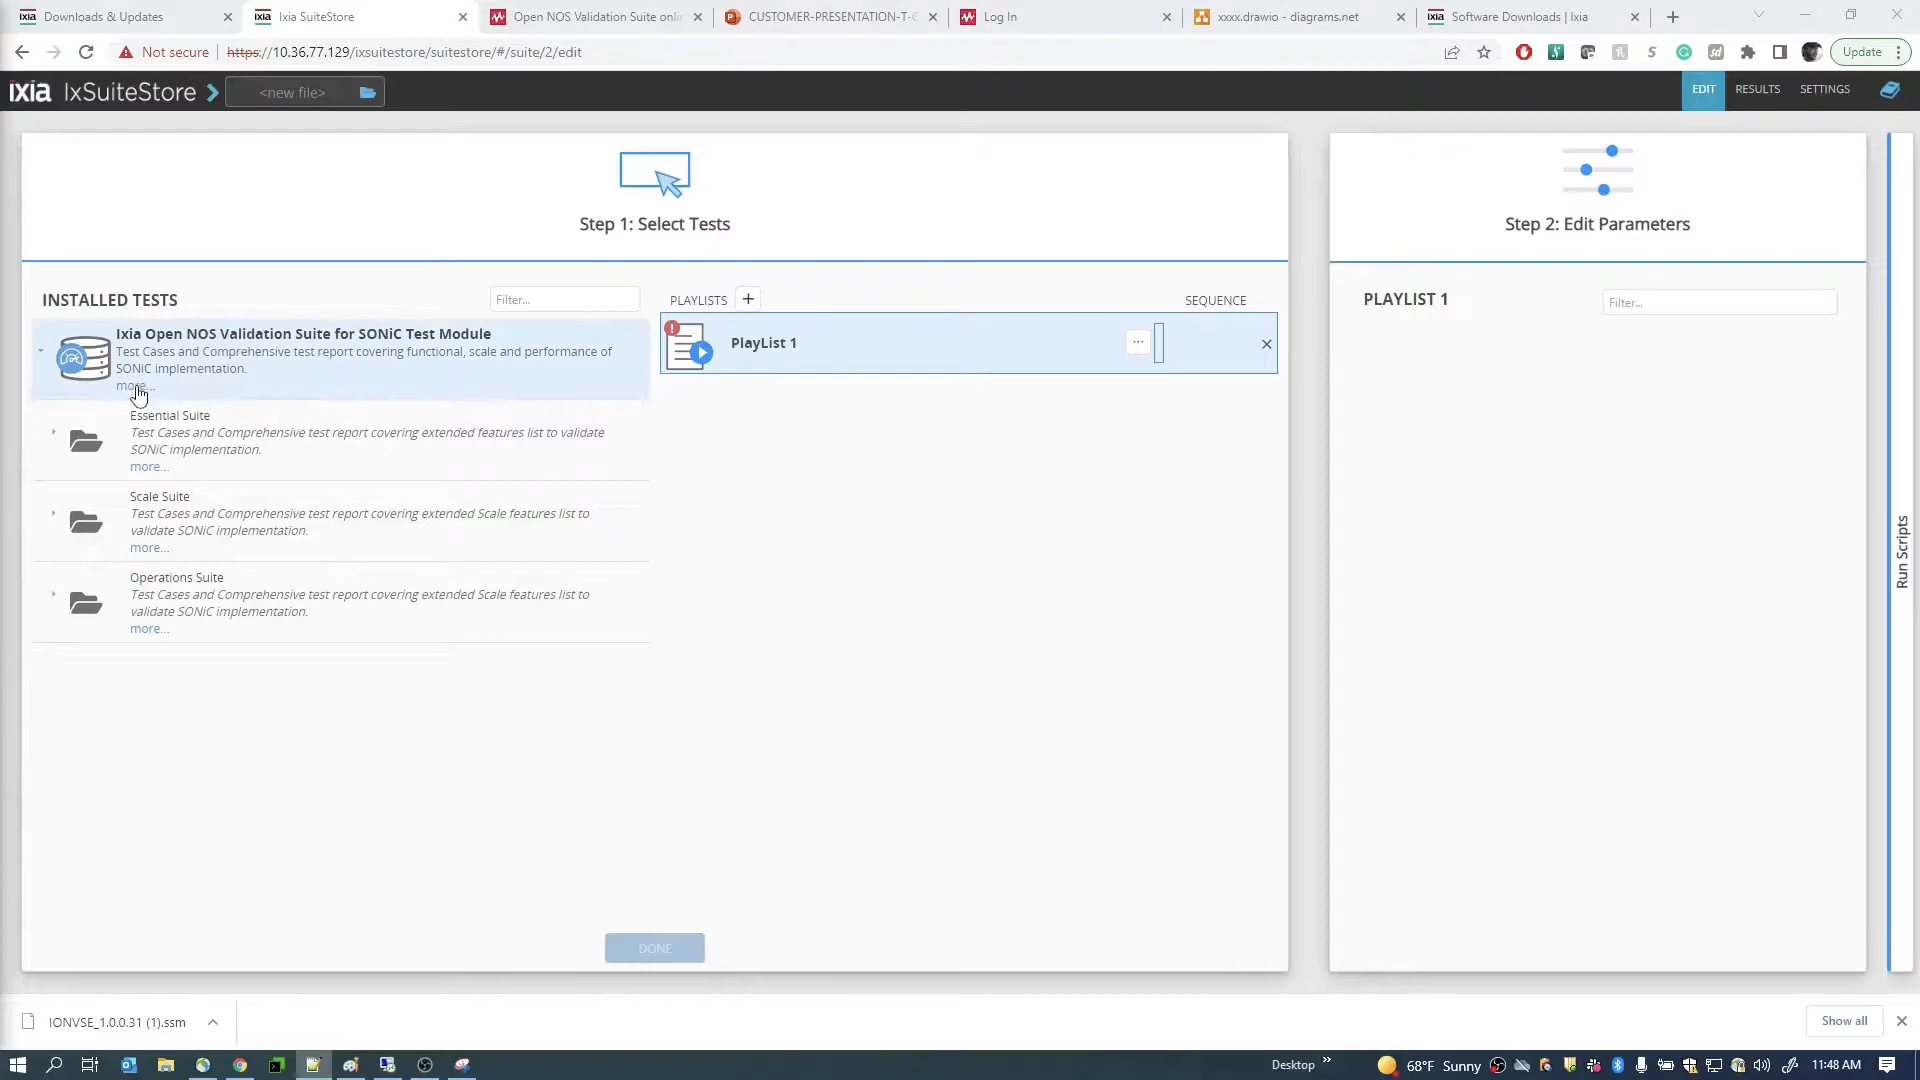 ixia Downloads & Updates
ixia Ixia SuiteStore
Open NOS Validation Suite onli
CUSTOMER-PRESENTATION-T-C
Log In
xxxx.drawio - diagrams.net
ixia Software Downloads | Ixia
Not secure
https://10.36.77.129/ixsuitestore/suitestore/#/suite/2/edit
Update
ixia IxSuiteStore
<new file>
EDIT
RESULTS
SETTINGS
Step 1: Select Tests
Step 2: Edit Parameters
INSTALLED TESTS
Filter...
PLAYLISTS
SEQUENCE
PLAYLIST 1
Filter...
Ixia Open NOS Validation Suite for SONiC Test Module
Test Cases and Comprehensive test report covering functional, scale and performance of
SONiC implementation.
more...
PlayList 1
...
Essential Suite
Test Cases and Comprehensive test report covering extended features list to validate
SONiC implementation.
more...
Scale Suite
Test Cases and Comprehensive test report covering extended Scale features list to
validate SONiC implementation.
more...
Operations Suite
Test Cases and Comprehensive test report covering extended Scale features list to
validate SONiC implementation.
more...
Run Scripts
DONE
IONVSE_1.0.0.31 (1).ssm
Show all
Desktop
68°F Sunny
11:48 AM